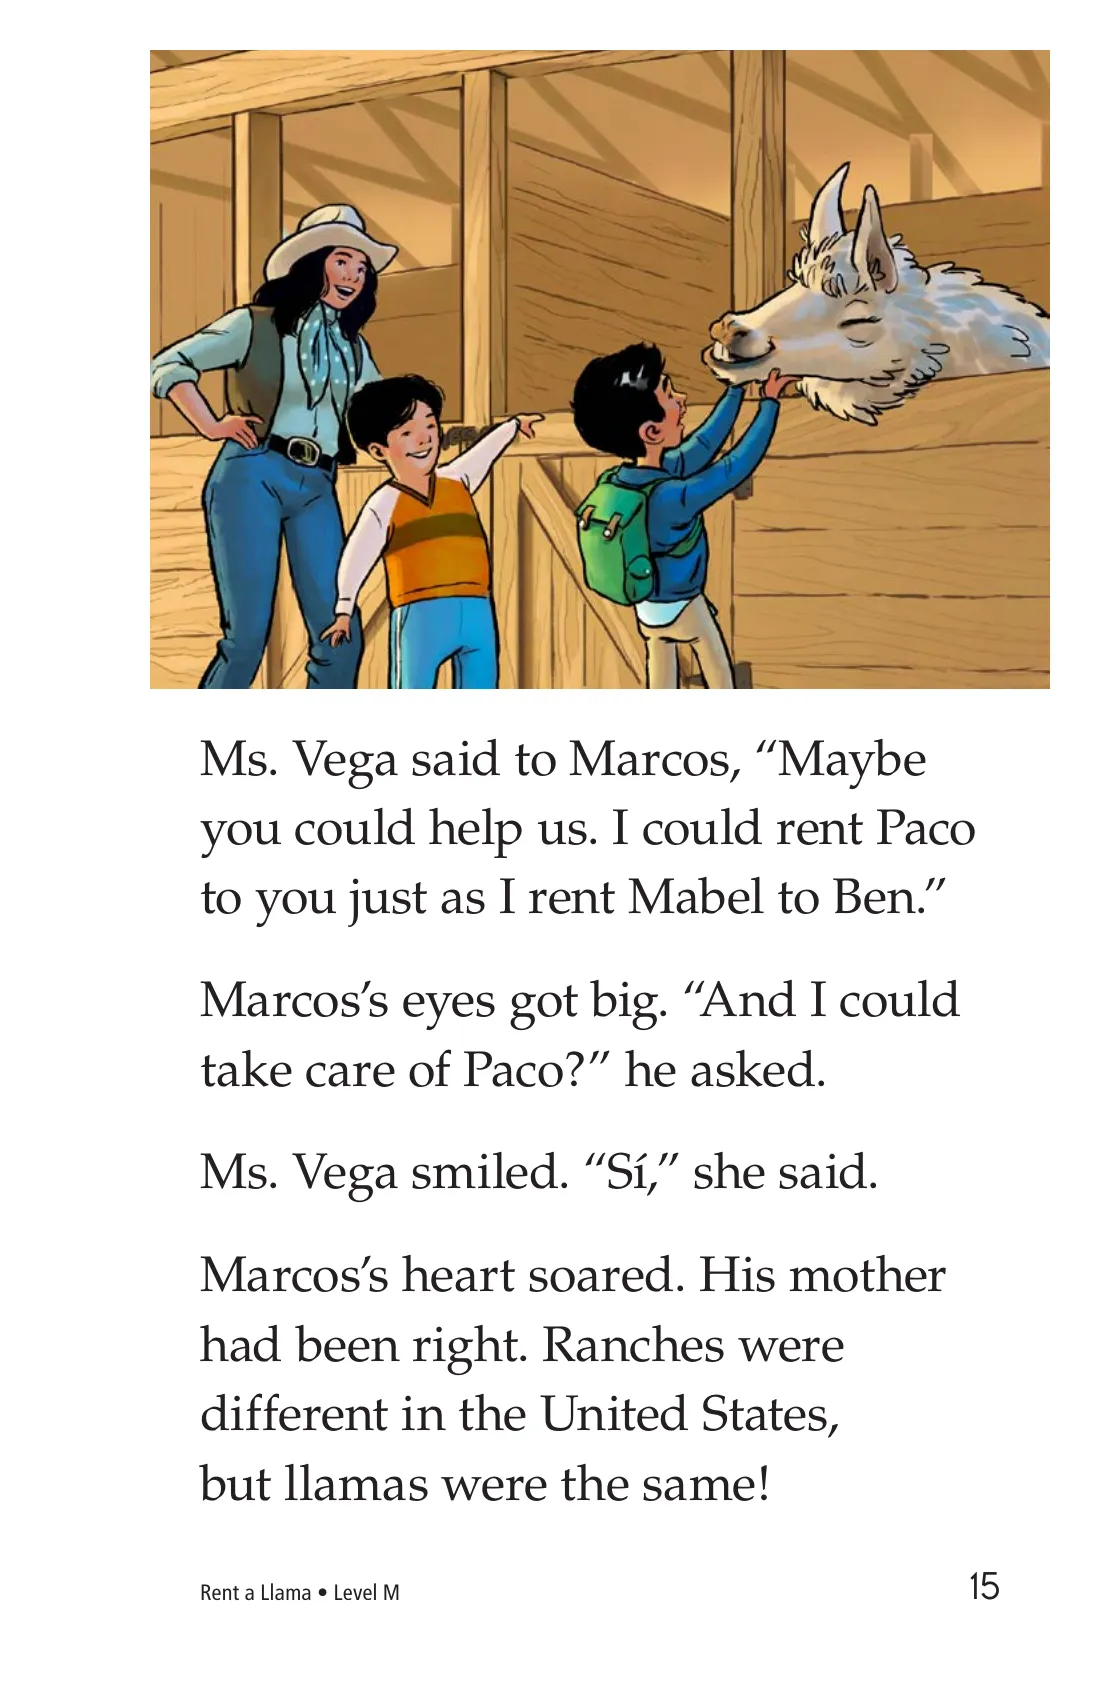 Ms. Vega said to Marcos, “Maybe
you could help us. I could rent Paco
to you just as I rent Mabel to Ben.”
Marcos’s eyes got big. “And I could
take care of Paco?” he asked.
Ms. Vega smiled. “Sí,” she said.
Marcos’s heart soared. His mother
had been right. Ranches were
different in the United States,
but llamas were the same!
Rent a Llama • Level M
15